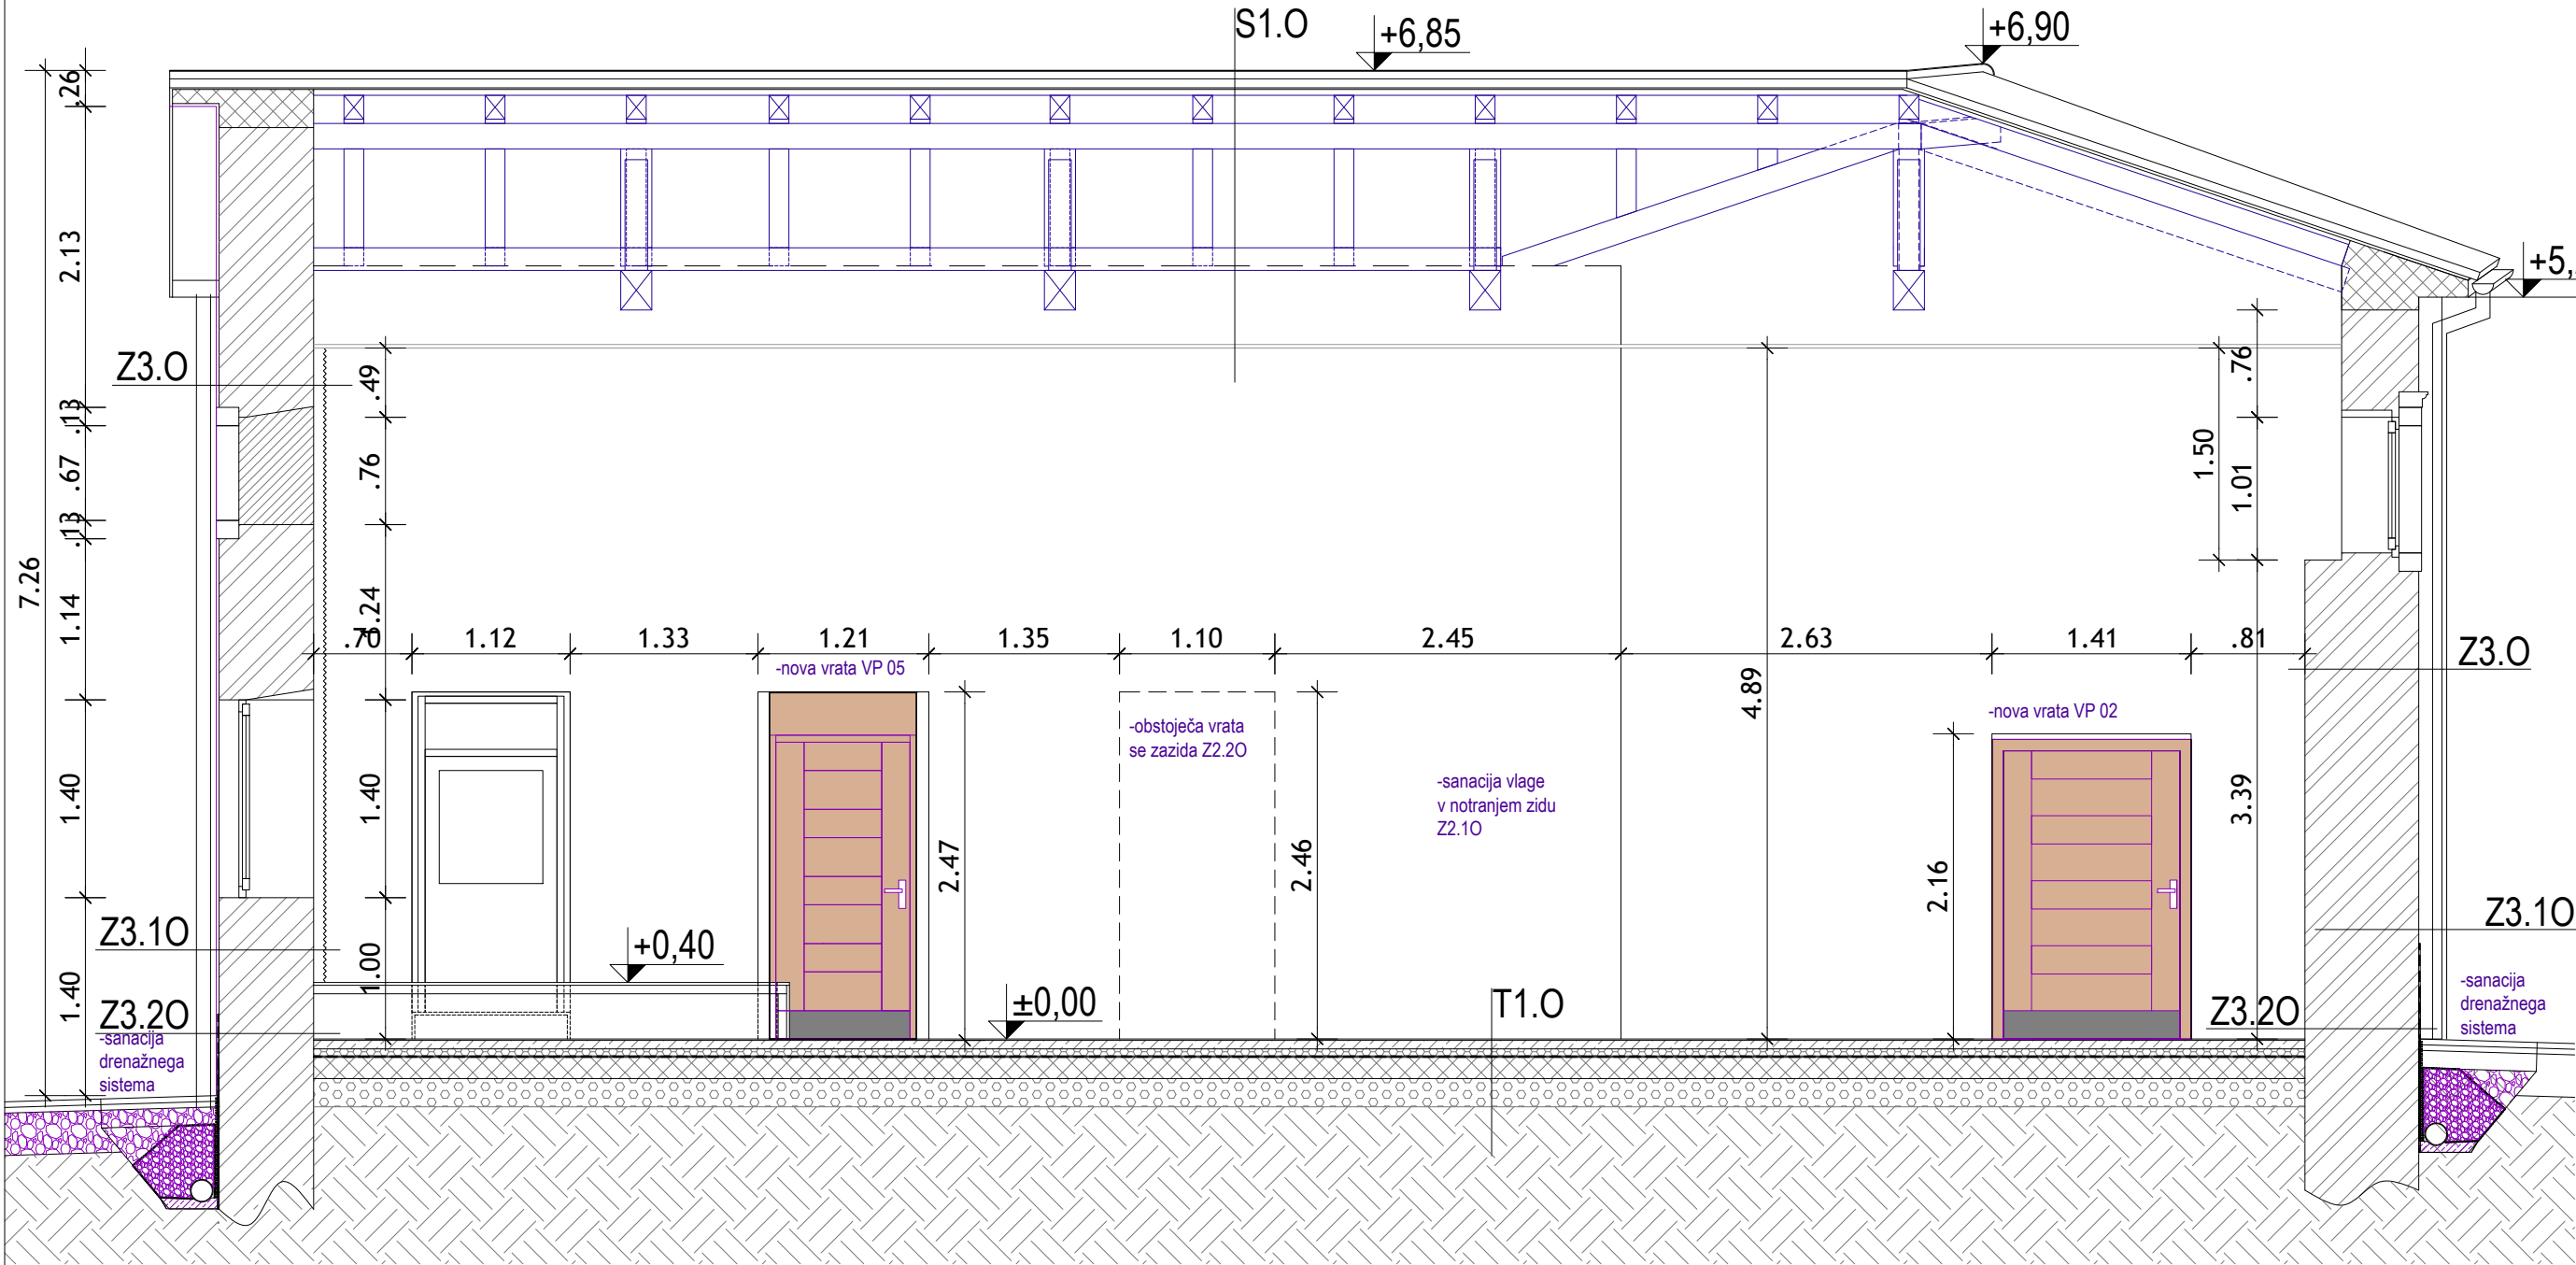 S1.O
+6,85
+6,90
.26
2.13
.13
.67
.13
1.14
1.40
1.40
7.26
Z3.O
.49
.76
1.24
1.40
1.00
+5,
.76
1.50
1.01
3.39
.70
1.12
1.33
1.21
1.35
1.10
2.45
2.63
1.41
.81
-nova vrata VP 05
Z3.O
4.89
-nova vrata VP 02
-obstoječa vrata
se zazida Z2.2O
-sanacija vlage
v notranjem zidu
Z2.1O
2.47
2.46
2.16
Z3.1O
+0,40
Z3.1O
Z3.2O
±0,00
T1.O
Z3.2O
-sanacija
drenažnega
sistema
-sanacija
drenažnega
sistema